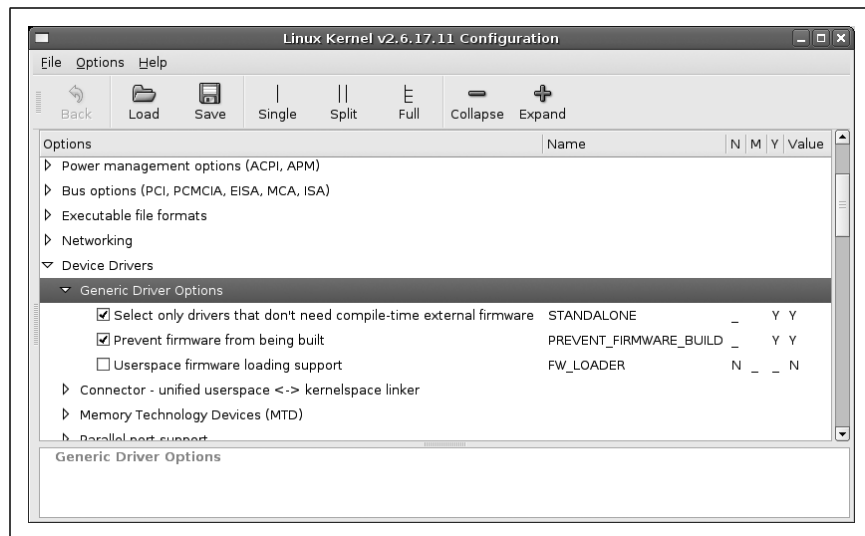 Linux Kernel v2.6.17.11 Configuration
File Options Help
Back Load Save Single Split Full Collapse Expand
Options Name N M Y Value
Power management options (ACPI, APM)
Bus options (PCI, PCMCIA, EISA, MCA, ISA)
Executable file formats
Networking
Device Drivers
Generic Driver Options
Select only drivers that don't need compile-time external firmware STANDALONE _ Y Y
Prevent firmware from being built PREVENT_FIRMWARE_BUILD _ Y Y
Userspace firmware loading support FW_LOADER N _ _ N
Connector - unified userspace <-> kernelspace linker
Memory Technology Devices (MTD)
Parallel port support
Generic Driver Options